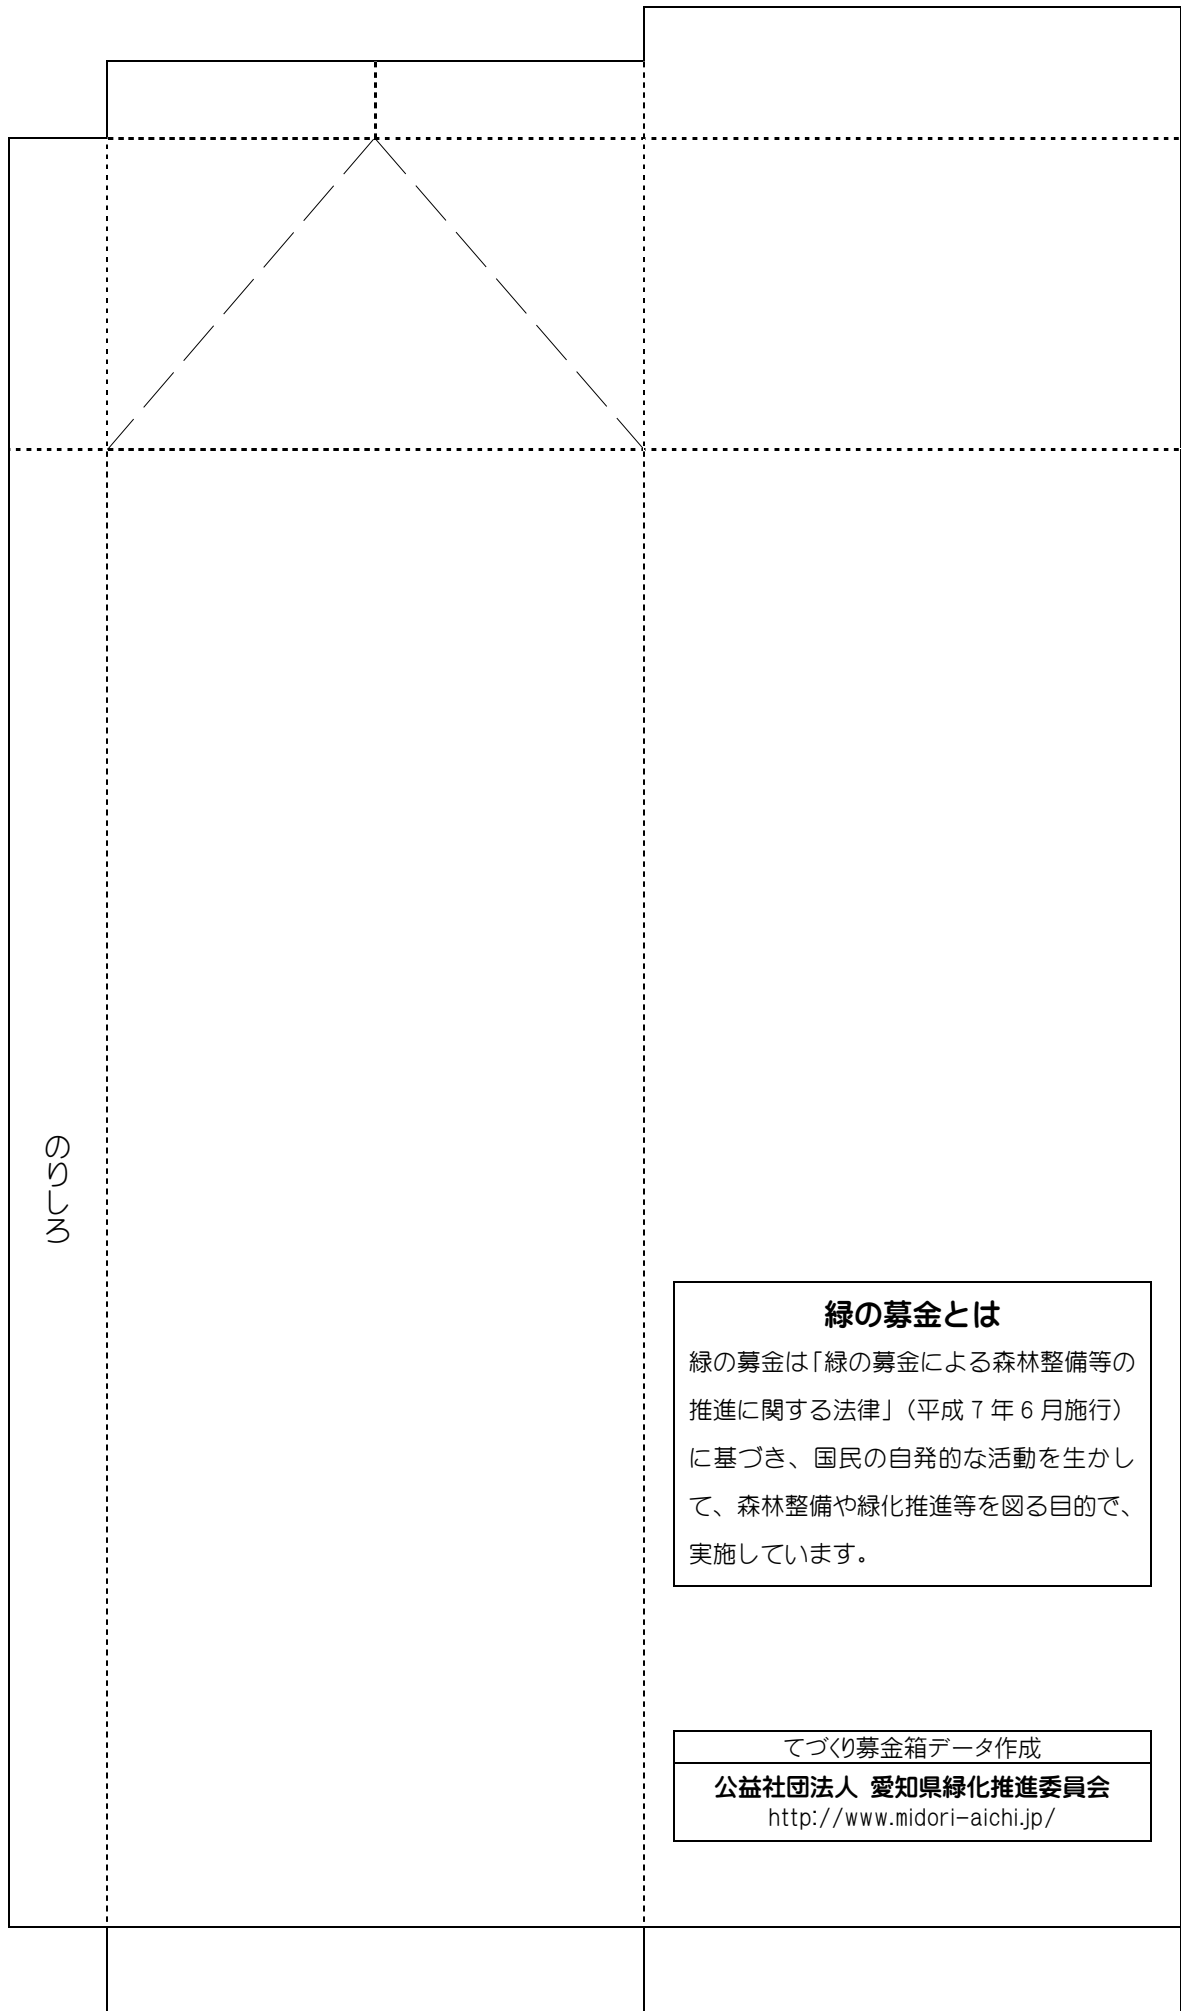 のりしろ
緑の募金とは
緑の募金は「緑の募金による森林整備等の
推進に関する法律」（平成７年６月施行）
に基づき、国民の自発的な活動を生かし
て、森林整備や緑化推進等を図る目的で、
実施しています。
てづくり募金箱データ作成
公益社団法人 愛知県緑化推進委員会
http://www.midori-aichi.jp/